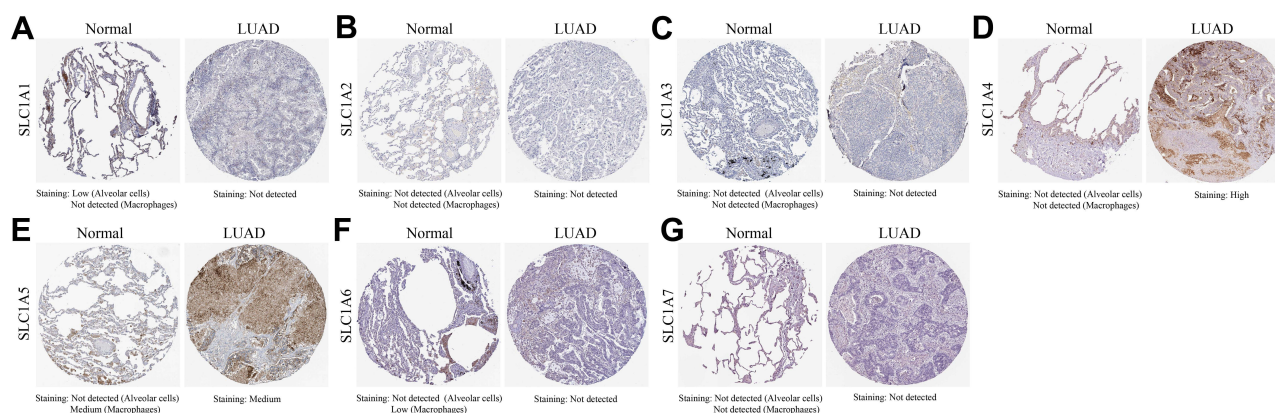 A
Normal
LUAD
SLC1A1
Staining: Low (Alveolar cells)
Not detected (Macrophages)
Staining: Not detected
B
Normal
LUAD
SLC1A2
Staining: Not detected (Alveolar cells)
Not detected (Macrophages)
Staining: Not detected
C
Normal
LUAD
SLC1A3
Staining: Not detected (Alveolar cells)
Not detected (Macrophages)
Staining: Not detected
D
Normal
LUAD
SLC1A4
Staining: Not detected (Alveolar cells)
Not detected (Macrophages)
Staining: High
E
Normal
LUAD
SLC1A5
Staining: Not detected (Alveolar cells)
Medium (Macrophages)
Staining: Medium
F
Normal
LUAD
SLC1A6
Staining: Not detected (Alveolar cells)
Low (Macrophages)
Staining: Not detected
G
Normal
LUAD
SLC1A7
Staining: Not detected (Alveolar cells)
Not detected (Macrophages)
Staining: Not detected